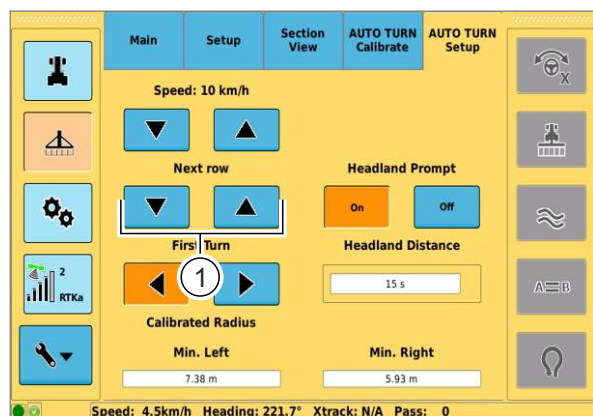 Main
Setup
Section
View
AUTO TURN
Calibrate
AUTO TURN
Setup
Speed: 10 km/h
Next row
Headland Prompt
On
Off
First Turn
Headland Distance
1
15 s
2
RTKa
Calibrated Radius
Min. Left
Min. Right
7.38 m
5.93 m
X
A=B
Speed: 4.5km/h Heading: 221.7° Xtrack: N/A Pass: 0